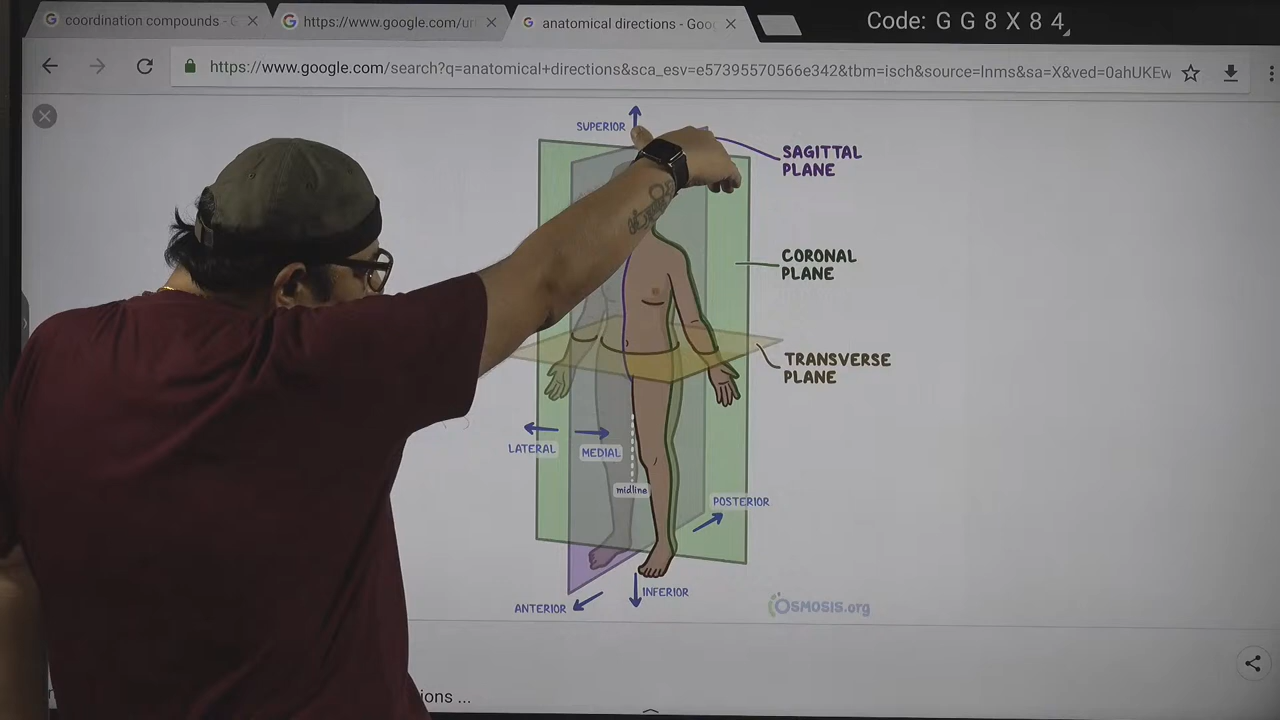 coordination compounds - G
https://www.google.com/ur
anatomical directions - Goo
Code: G G 8 X 8 4
https://www.google.com/search?q=anatomical+directions&sca_esv=e57395570566e342&tbm=isch&source=lnms&sa=X&ved=0ahUKEw
SUPERIOR
SAGITTAL
PLANE
CORONAL
PLANE
TRANSVERSE
PLANE
LATERAL
MEDIAL
midline
POSTERIOR
INFERIOR
ANTERIOR
OSMOSIS.org
ions ...